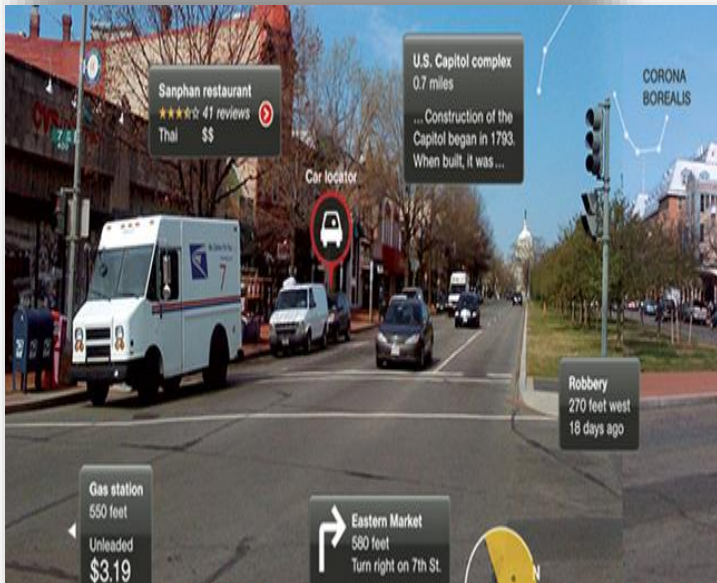 U.S. Capitol complex
0.7 miles
... Construction of the
Capitol began in 1793.
When built, it was ...
CORONA
BOREALIS
Sanphan restaurant
41 reviews
Thai $$
Car locator
7
Robbery
270 feet west
18 days ago
Gas station
550 feet
Unleaded
$3.19
Eastern Market
580 feet
Turn right on 7th St.
N